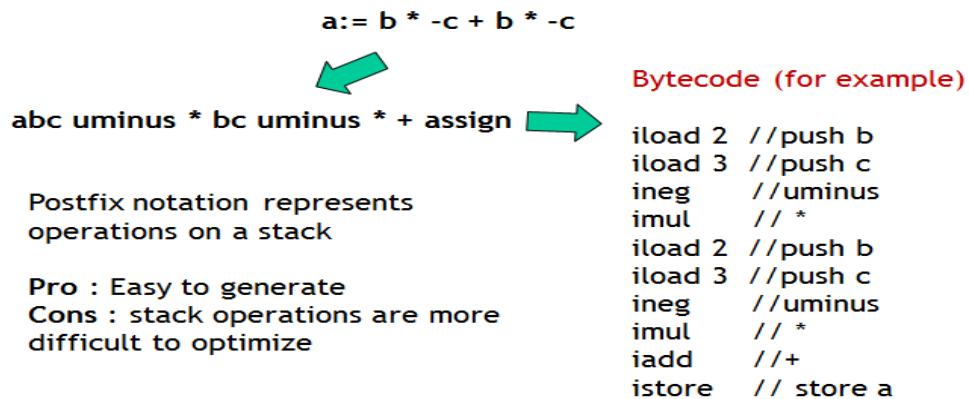 a:= b * -c + b * -c
abc uminus * bc uminus * + assign
Postfix notation represents
operations on a stack
Pro : Easy to generate
Cons : stack operations are more
difficult to optimize
Bytecode (for example)
iload 2 //push b
iload 3 //push c
ineg //uminus
imul // *
iload 2 //push b
iload 3 //push c
ineg //uminus
imul // *
iadd //+
istore // store a